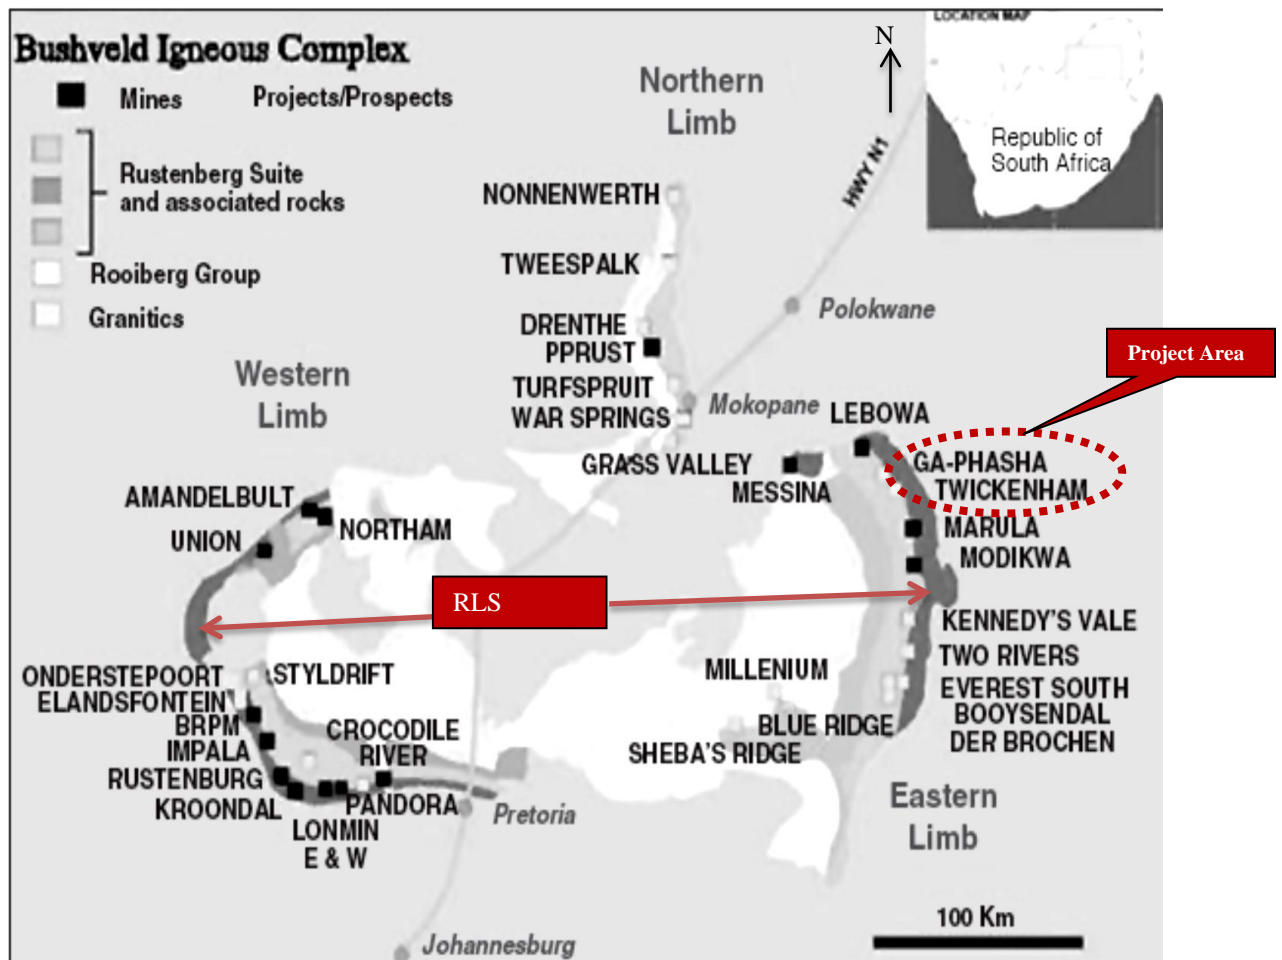 LOCATION MAP
Bushveld Igneous Complex
N
Mines Projects/Prospects
Northern
Limb
Rustenberg Suite
and associated rocks
Republic of
South Africa
HWY N1
NONNENWERTH
Rooiberg Group
TWEESPALK
Granitics
Polokwane
DRENTHE
PPRUST
Project Area
Western
Limb
TURFSPRUIT
WAR SPRINGS
Mokopane
LEBOWA
GRASS VALLEY
MESSINA
GA-PHASHA
TWICKENHAM
AMANDELBULT
NORTHAM
UNION
MARULA
MODIKWA
RLS
KENNEDY'S VALE
ONDERSTEPOORT
STYLDRIFT
ELANDSFONTEIN
BRPM
IMPALA
CROCODILE
RIVER
RUSTENBURG
KROONDAL
PANDORA
LONMIN
E & W
MILLENIUM
TWO RIVERS
EVEREST SOUTH
BLUE RIDGE
BOOYSENDAL
SHEBA'S RIDGE
DER BROCHEN
Pretoria
Eastern
Limb
100 Km
Johannesburg